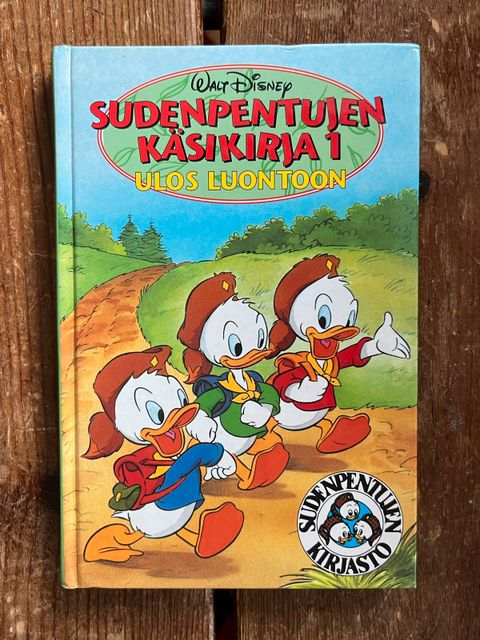 Walt Disney
SUDENPENTUJEN
KÄSIKIRJA 1
ULOS LUONTOON
SUDENPENTUJEN
KIRJASTO